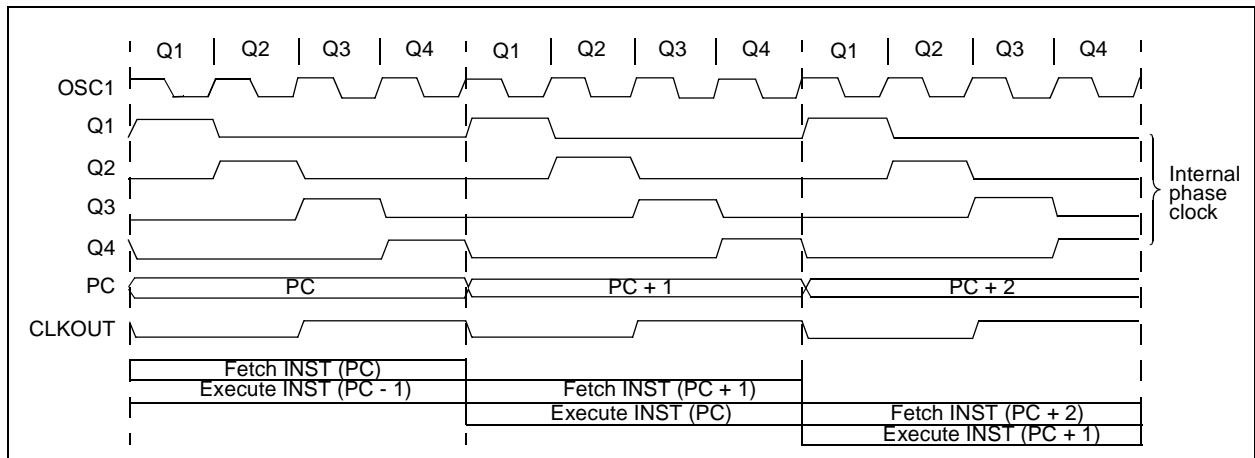 Q1 Q2 Q3 Q4 Q1 Q2 Q3 Q4 Q1 Q2 Q3 Q4
OSC1
Q1
Q2
Q3
Q4
Internal
phase
clock
PC PC PC + 1 PC + 2
CLKOUT
Fetch INST (PC)
Execute INST (PC - 1) Fetch INST (PC + 1)
Execute INST (PC) Fetch INST (PC + 2)
Execute INST (PC + 1)